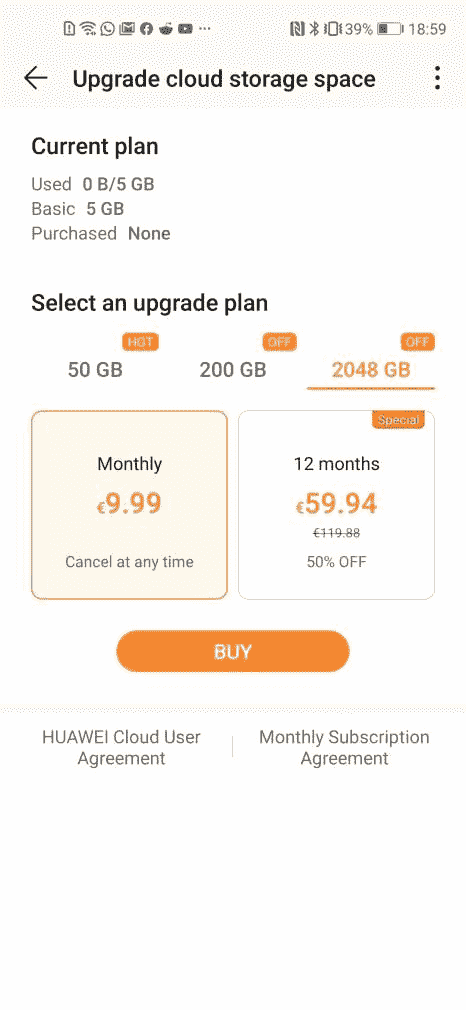 39% 18:59
Upgrade cloud storage space
Current plan
Used 0 B/5 GB
Basic 5 GB
Purchased None
Select an upgrade plan
HOT OFF OFF
50 GB 200 GB 2048 GB
Special
Monthly 12 months
€9.99 €59.94
€119.88
Cancel at any time 50% OFF
BUY
HUAWEI Cloud User Monthly Subscription
Agreement Agreement